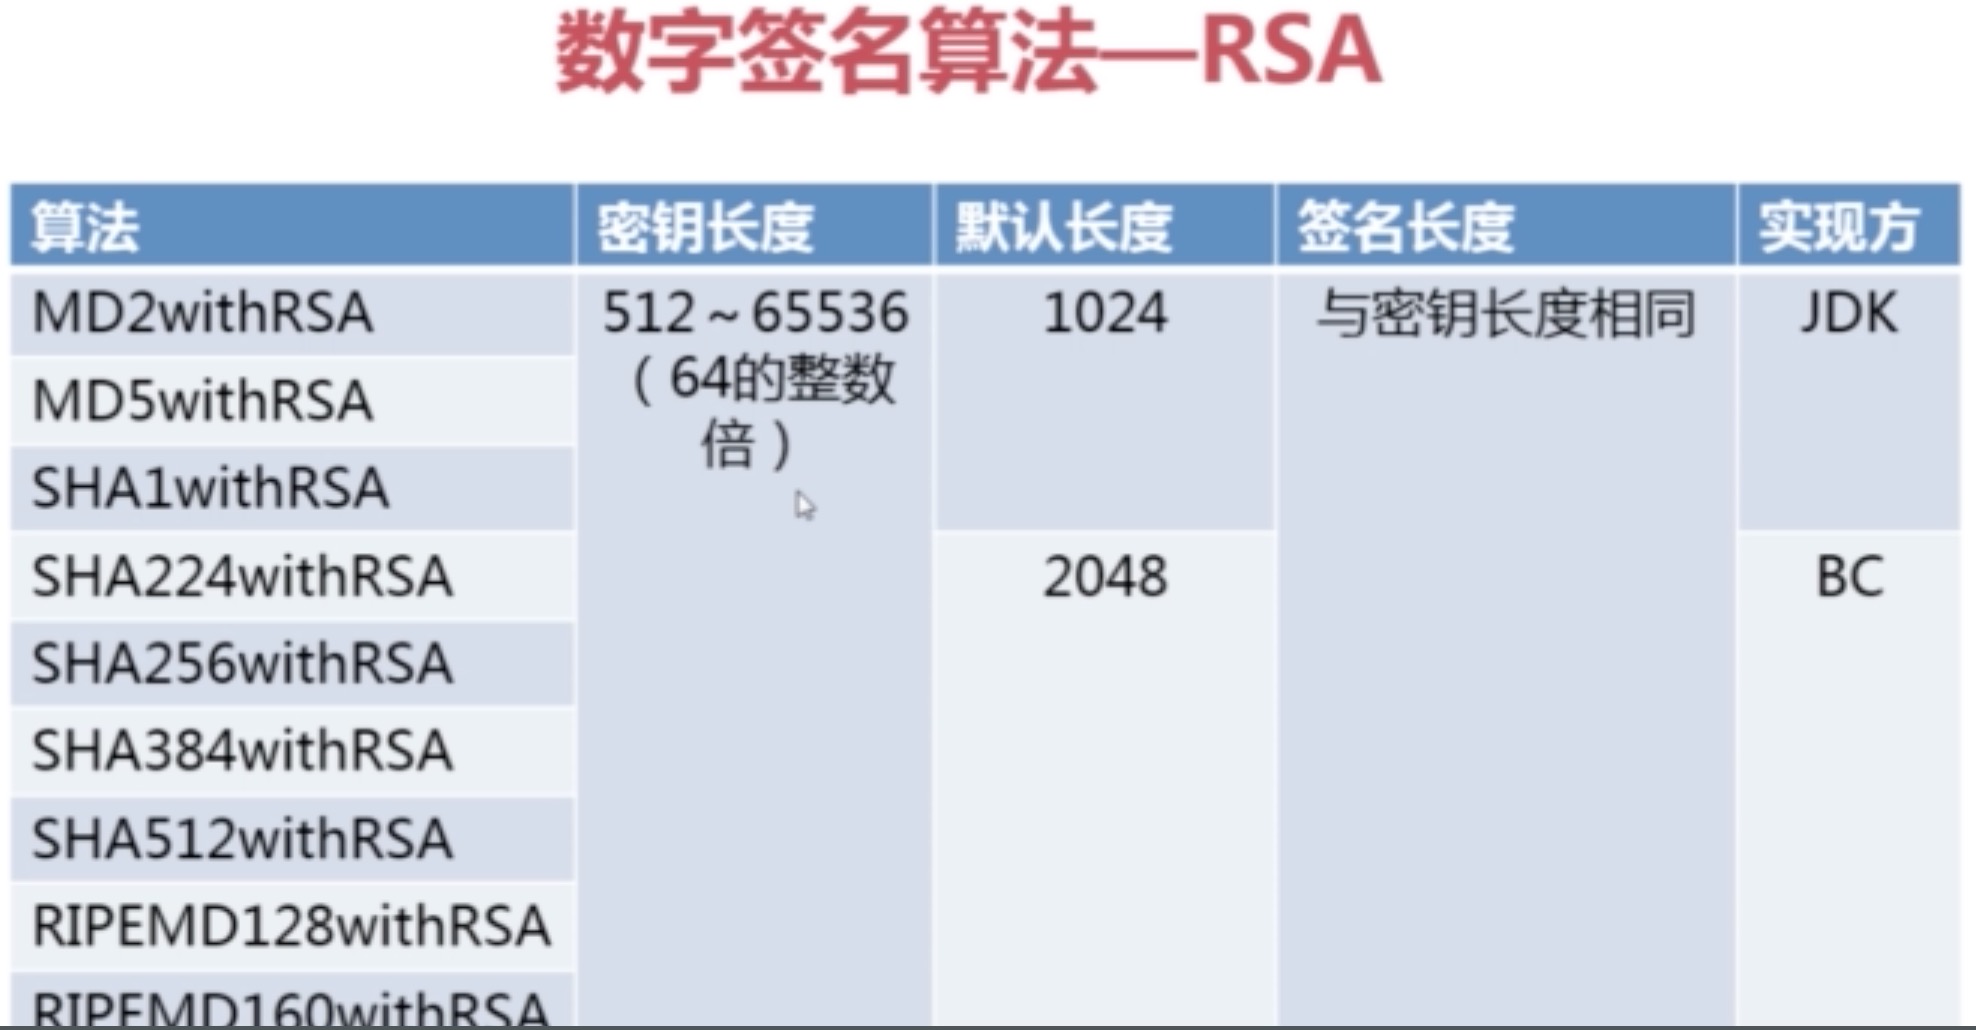 数字签名算法—RSA
算法 密钥长度 默认长度 签名长度 实现方
MD2withRSA 512～65536 1024 与密钥长度相同 JDK
（64的整数
MD5withRSA
倍）
SHA1withRSA
SHA224withRSA 2048 BC
SHA256withRSA
SHA384withRSA
SHA512withRSA
RIPEMD128withRSA
RIPEMD160withRSA